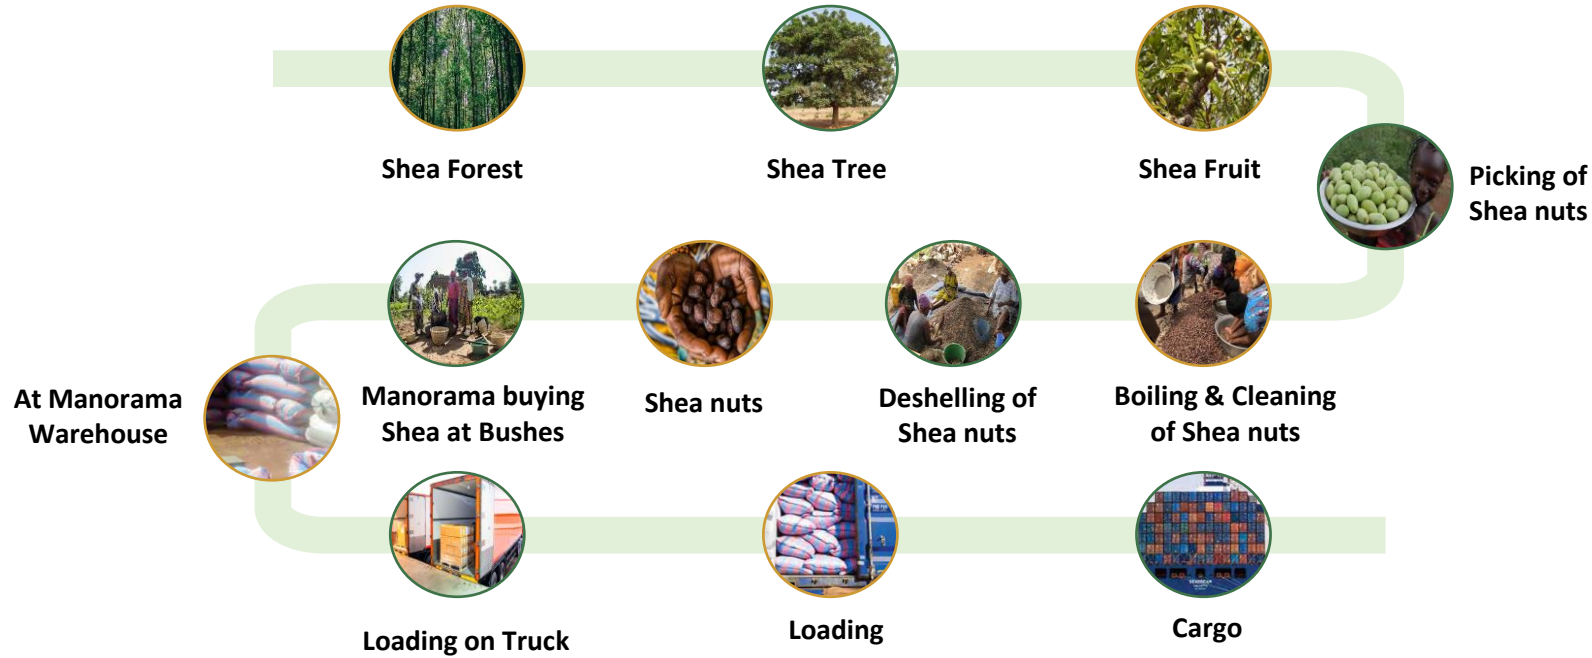 Shea Forest
Shea Tree
Shea Fruit
Picking of
Shea nuts
Boiling & Cleaning
of Shea nuts
Deshelling of
Shea nuts
Shea nuts
Manorama buying
Shea at Bushes
At Manorama
Warehouse
Loading on Truck
Loading
Cargo